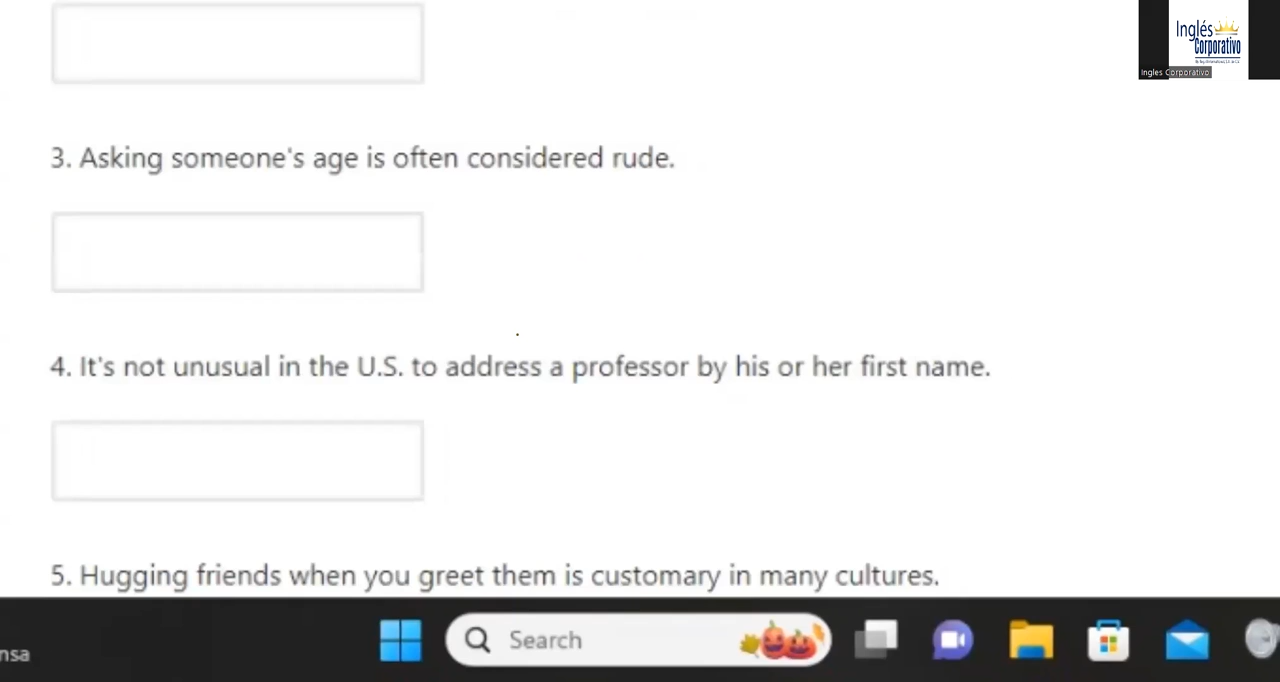 Inglés
Corporativo
Ingles Corporativo
3. Asking someone's age is often considered rude.
4. It's not unusual in the U.S. to address a professor by his or her first name.
5. Hugging friends when you greet them is customary in many cultures.
Search
nsa